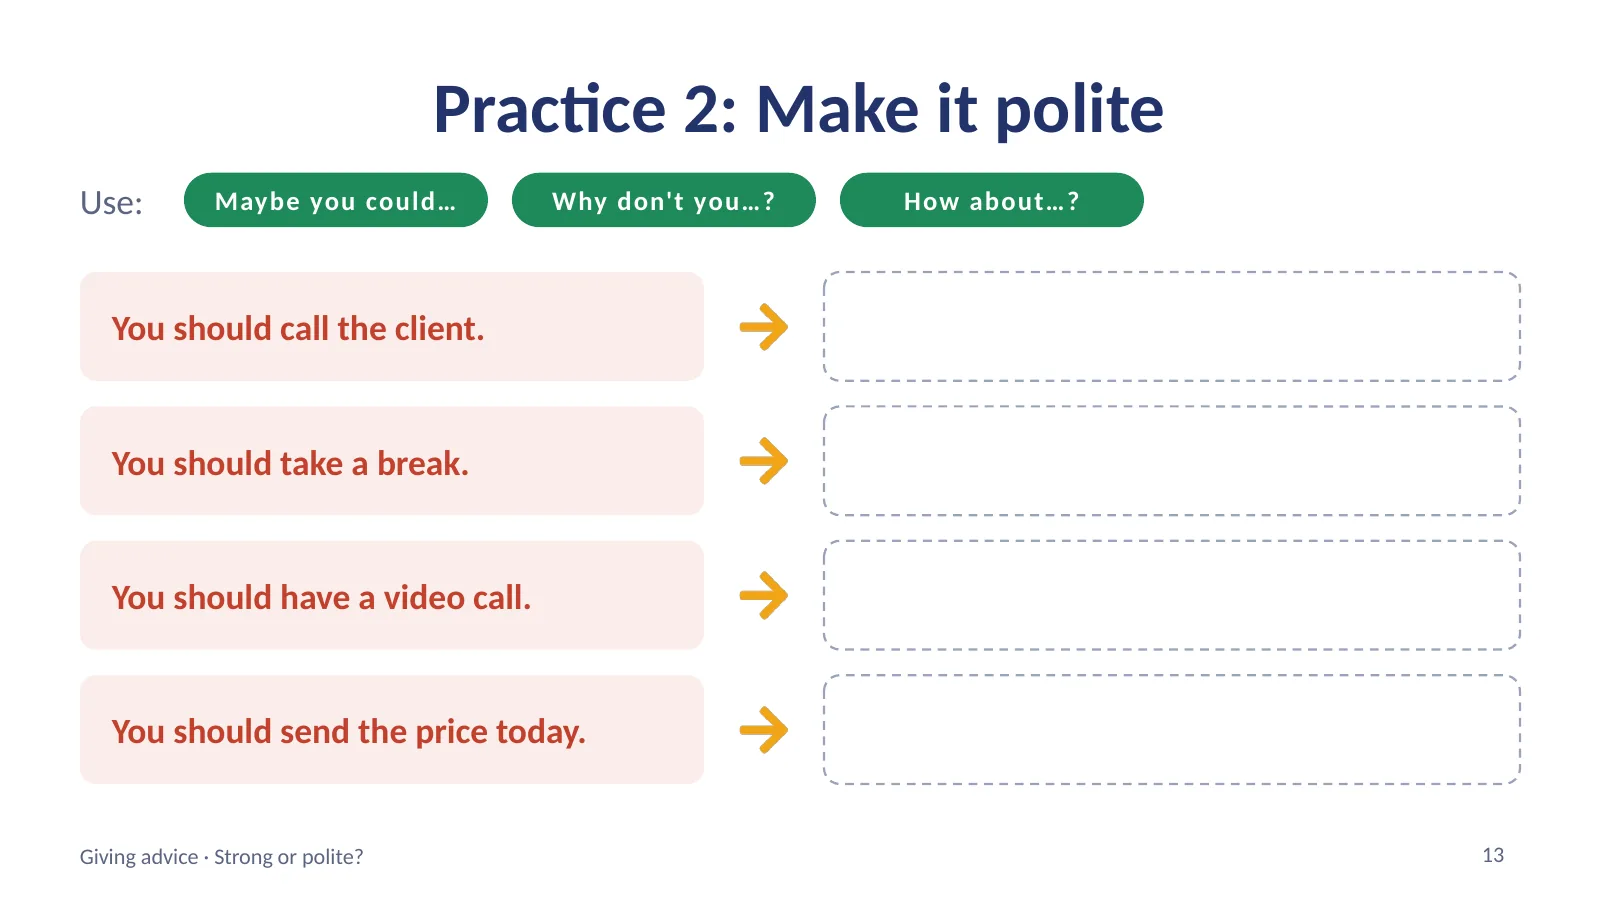 Practice 2: Make it polite
Use: Maybe you could… Why don't you…? How about…?
You should call the client.
You should take a break.
You should have a video call.
You should send the price today.
Giving advice · Strong or polite? 13